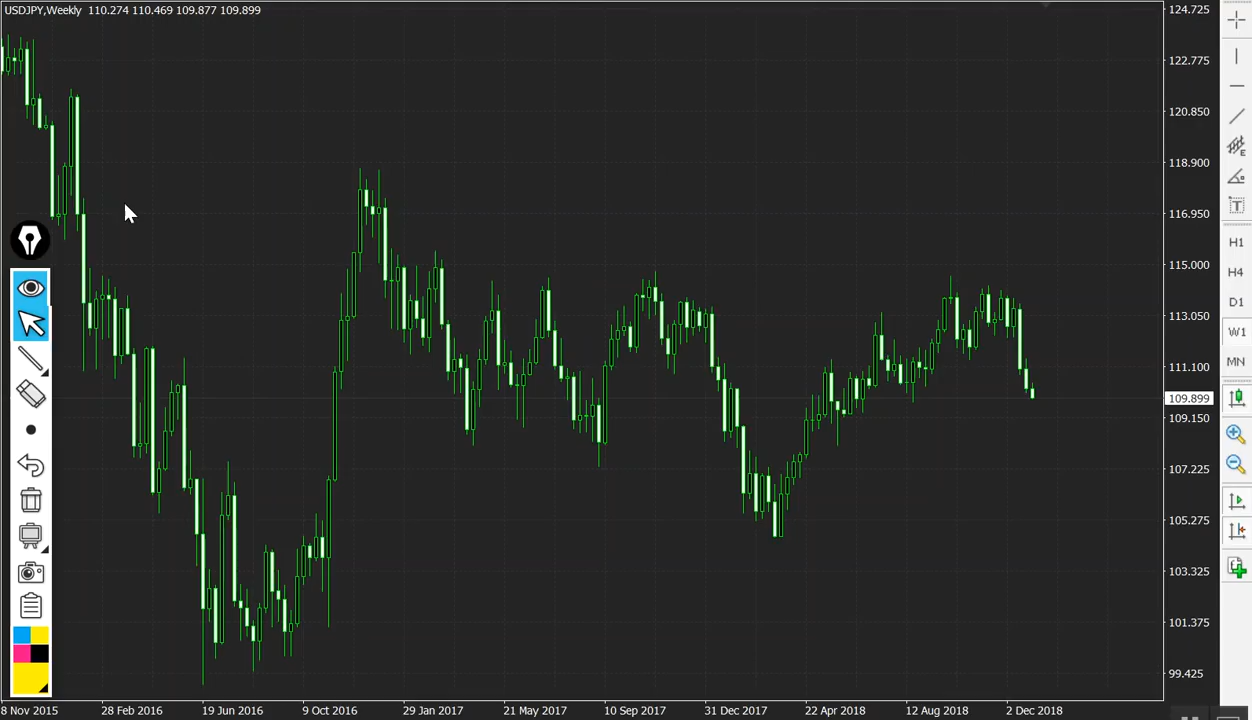 USDJPY,Weekly 110.274 110.469 109.877 109.899
124.725
122.775
120.850
118.900
116.950
115.000
113.050
111.100
109.899
109.150
107.225
105.275
103.325
101.375
99.425
E
T
H1
H4
D1
W1
MN
8 Nov 2015 28 Feb 2016 19 Jun 2016 9 Oct 2016 29 Jan 2017 21 May 2017 10 Sep 2017 31 Dec 2017 22 Apr 2018 12 Aug 2018 2 Dec 2018